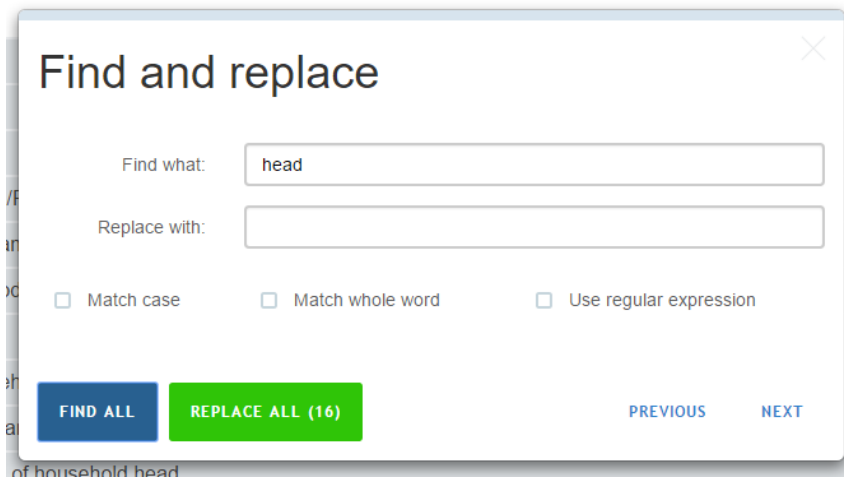 Find and replace
Find what: head
Replace with:
Match case Match whole word Use regular expression
FIND ALL REPLACE ALL (16) PREVIOUS NEXT
of household head